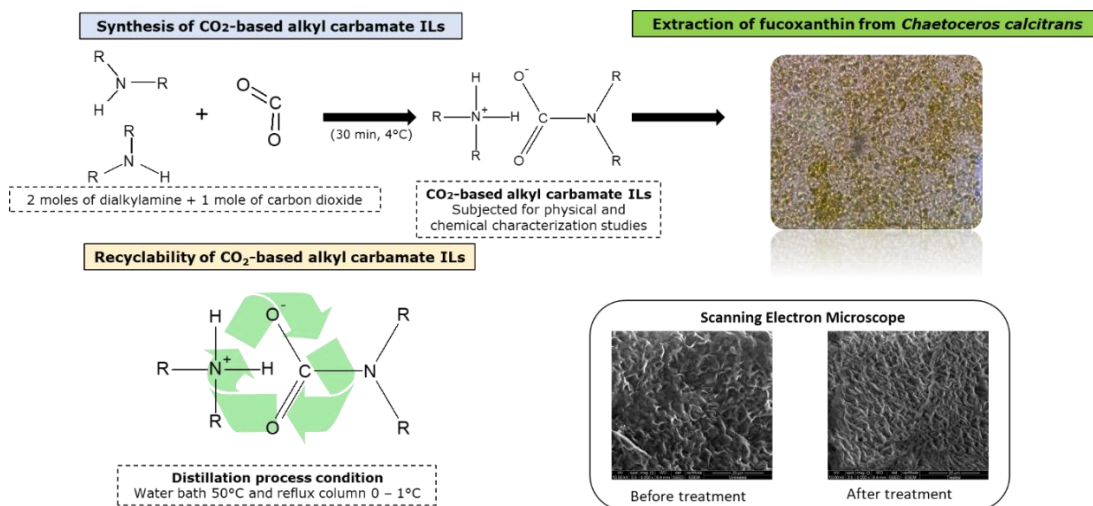 Synthesis of CO2-based alkyl carbamate ILs
Extraction of fucoxanthin from Chaetoceros calcitrans
R
N
R
H
+
O
C
O
R
N
R
H
(30 min, 4°C)
H
O-
R
R
N+
H
C
N
R
O
R
2 moles of dialkylamine + 1 mole of carbon dioxide
CO2-based alkyl carbamate ILs
Subjected for physical and
chemical characterization studies
Recyclability of CO2-based alkyl carbamate ILs
H
O-
R
R
N+
H
C
N
R
O
R
Distillation process condition
Water bath 50°C and reflux column 0 – 1°C
Scanning Electron Microscope
Before treatment
After treatment